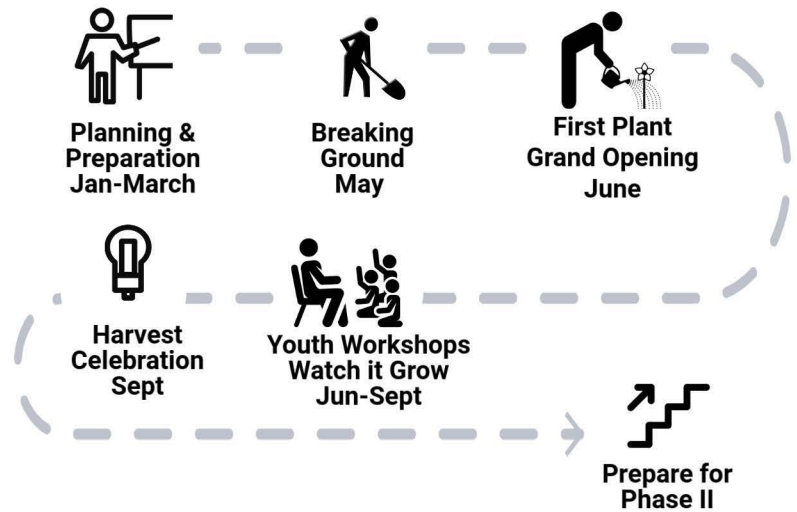 Planning &
Preparation
Jan-March
Breaking
Ground
May
First Plant
Grand Opening
June
Youth Workshops
Watch it Grow
Jun-Sept
Harvest
Celebration
Sept
Prepare for
Phase II